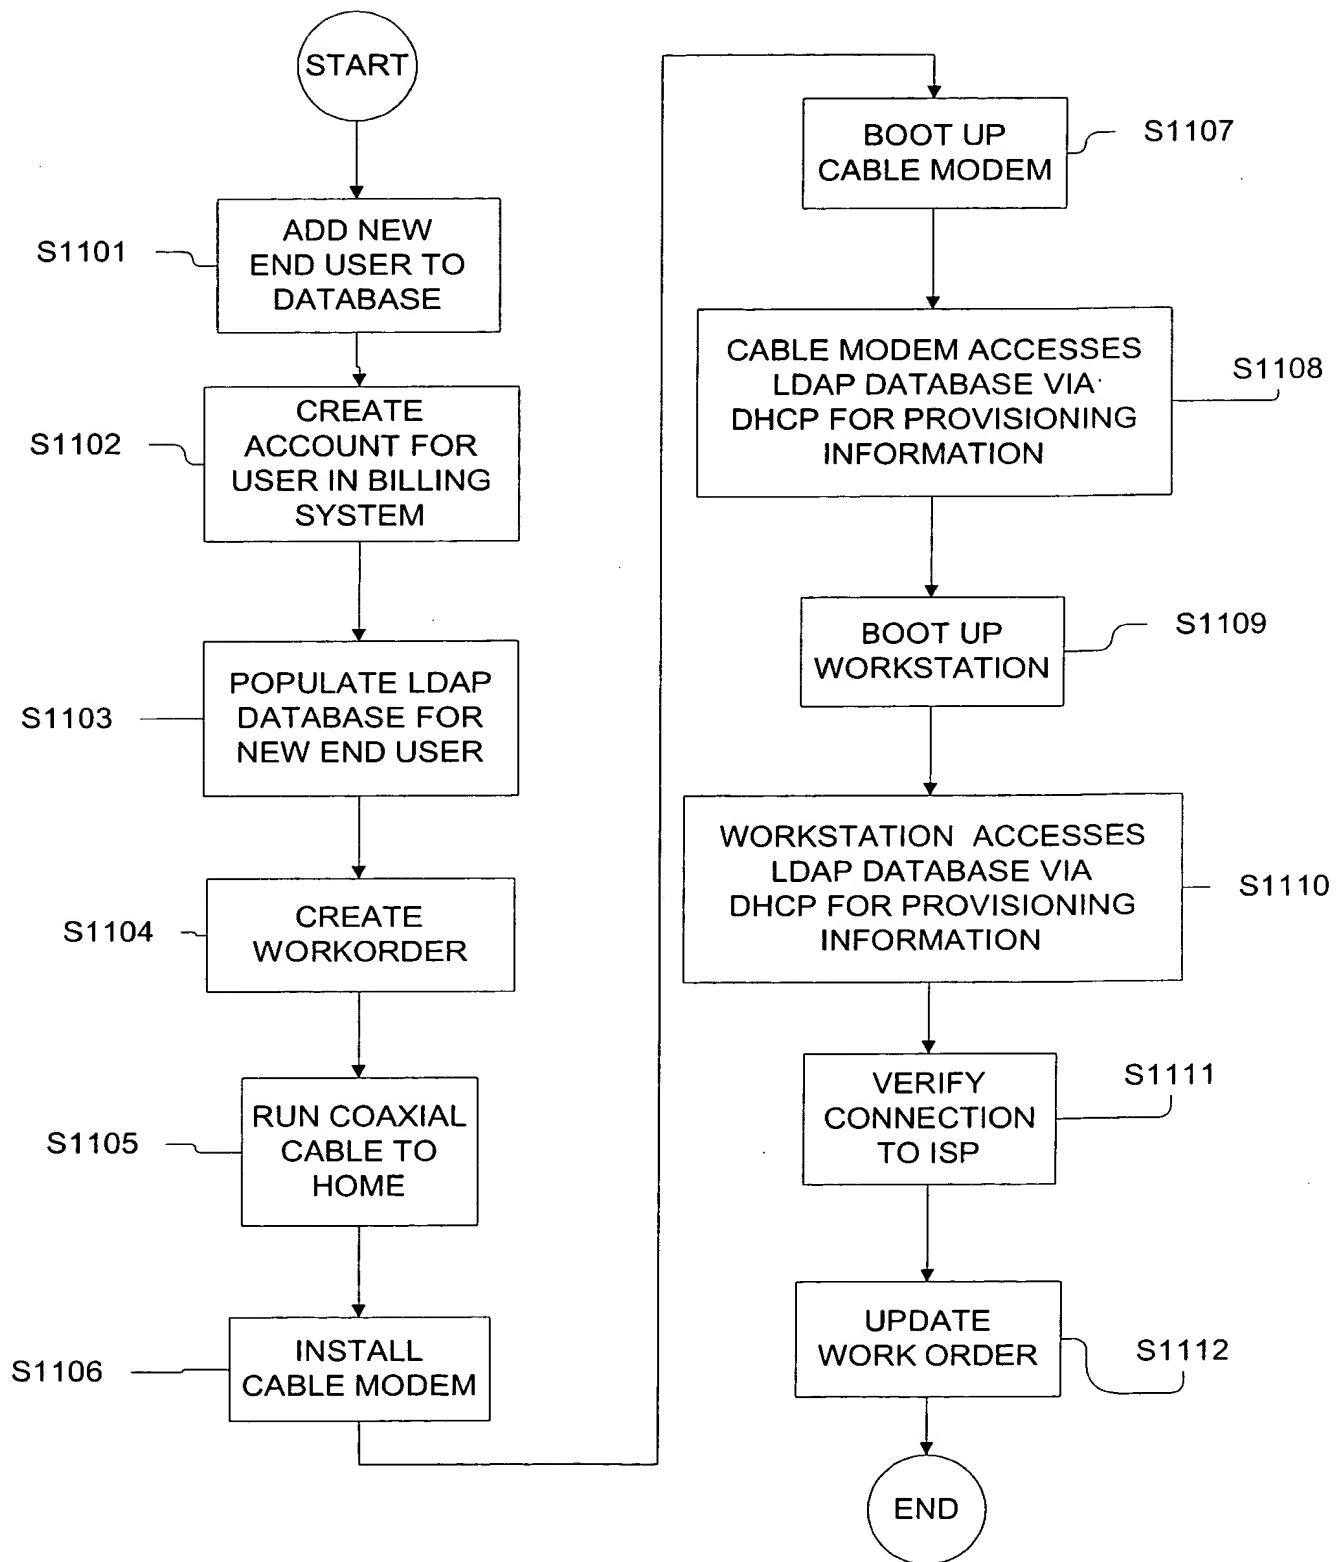 START
S1101
ADD NEW
END USER TO
DATABASE
S1102
CREATE
ACCOUNT FOR
USER IN BILLING
SYSTEM
S1103
POPULATE LDAP
DATABASE FOR
NEW END USER
S1104
CREATE
WORKORDER
S1105
RUN COAXIAL
CABLE TO
HOME
S1106
INSTALL
CABLE MODEM
BOOT UP
CABLE MODEM
S1107
CABLE MODEM ACCESSES
LDAP DATABASE VIA
DHCP FOR PROVISIONING
INFORMATION
S1108
BOOT UP
WORKSTATION
S1109
WORKSTATION ACCESSES
LDAP DATABASE VIA
DHCP FOR PROVISIONING
INFORMATION
S1110
VERIFY
CONNECTION
TO ISP
S1111
UPDATE
WORK ORDER
S1112
END